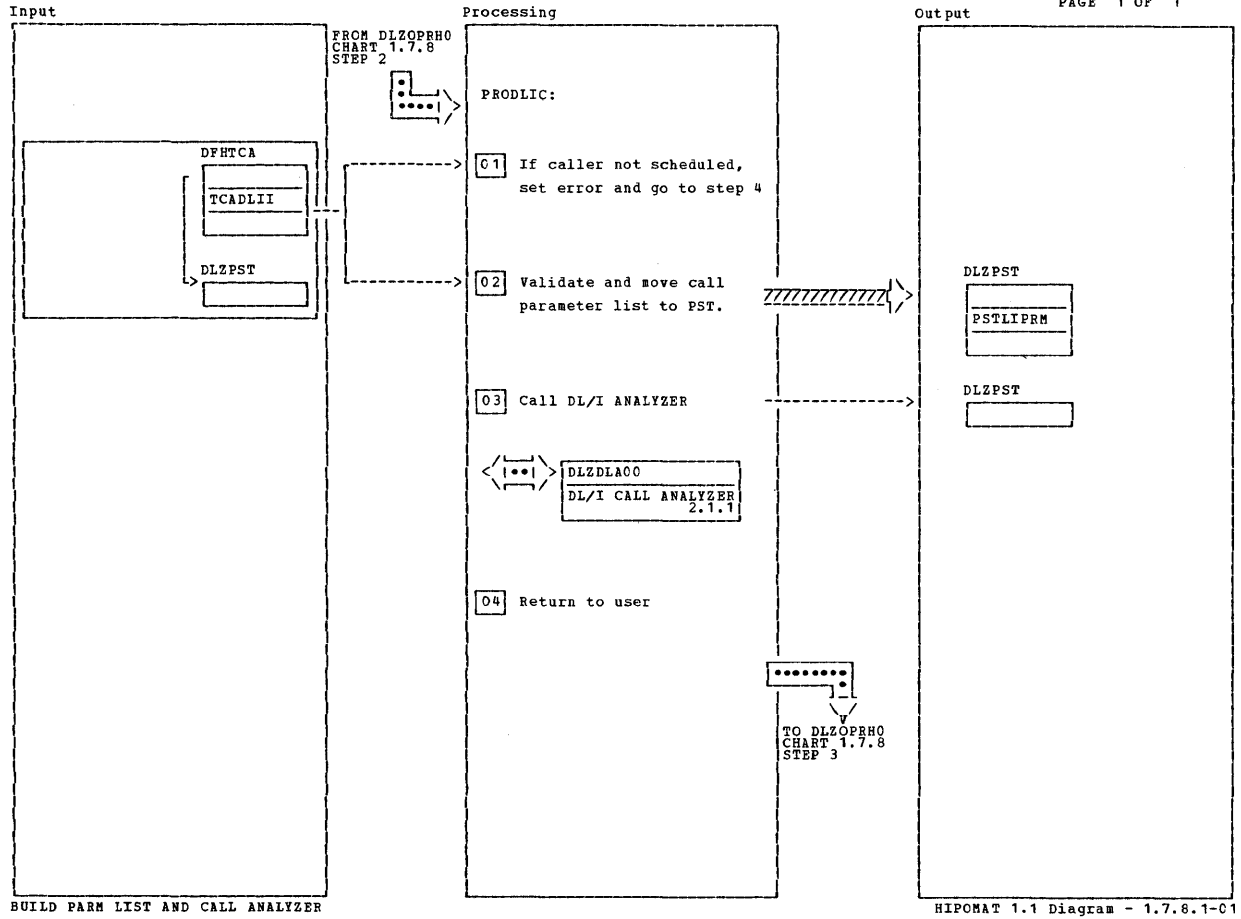 PAGE 1 OF 1
Input
Processing
Output
FROM DLZOPRH0
CHART 1.7.8
STEP 2
PRODLIC:
DFHTCA
TCADLII
DLZPST
01 If caller not scheduled,
set error and go to step 4
02 Validate and move call
parameter list to PST.
DLZPST
PSTLIPRM
03 Call DL/I ANALYZER
DLZPST
DLZDLA00
DL/I CALL ANALYZER
2.1.1
04 Return to user
TO DLZOPRH0
CHART 1.7.8
STEP 3
BUILD PARM LIST AND CALL ANALYZER
HIPOMAT 1.1 Diagram - 1.7.8.1-01